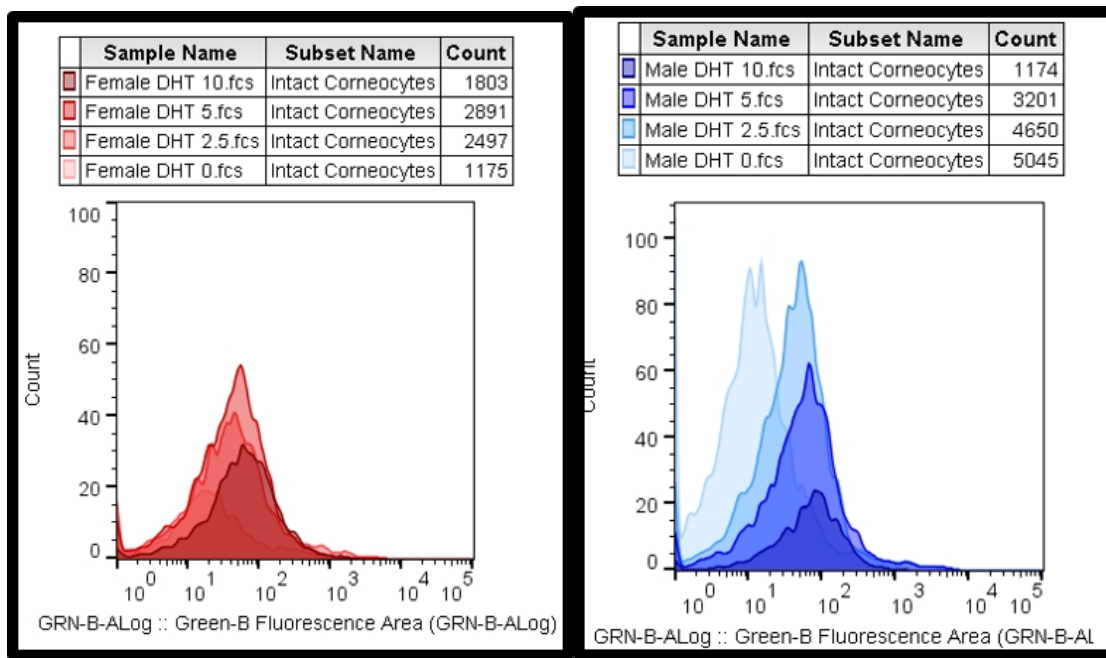 Sample Name Subset Name Count
Female DHT 10.fcs Intact Corneocytes 1803
Female DHT 5.fcs Intact Corneocytes 2891
Female DHT 2.5.fcs Intact Corneocytes 2497
Female DHT 0.fcs Intact Corneocytes 1175
100
80
60
40
20
0
Count
10^0 10^1 10^2 10^3 10^4 10^5
GRN-B-ALog :: Green-B Fluorescence Area (GRN-B-ALog)
Sample Name Subset Name Count
Male DHT 10.fcs Intact Corneocytes 1174
Male DHT 5.fcs Intact Corneocytes 3201
Male DHT 2.5.fcs Intact Corneocytes 4650
Male DHT 0.fcs Intact Corneocytes 5045
100
80
60
40
20
0
Count
10^0 10^1 10^2 10^3 10^4 10^5
GRN-B-ALog :: Green-B Fluorescence Area (GRN-B-AL